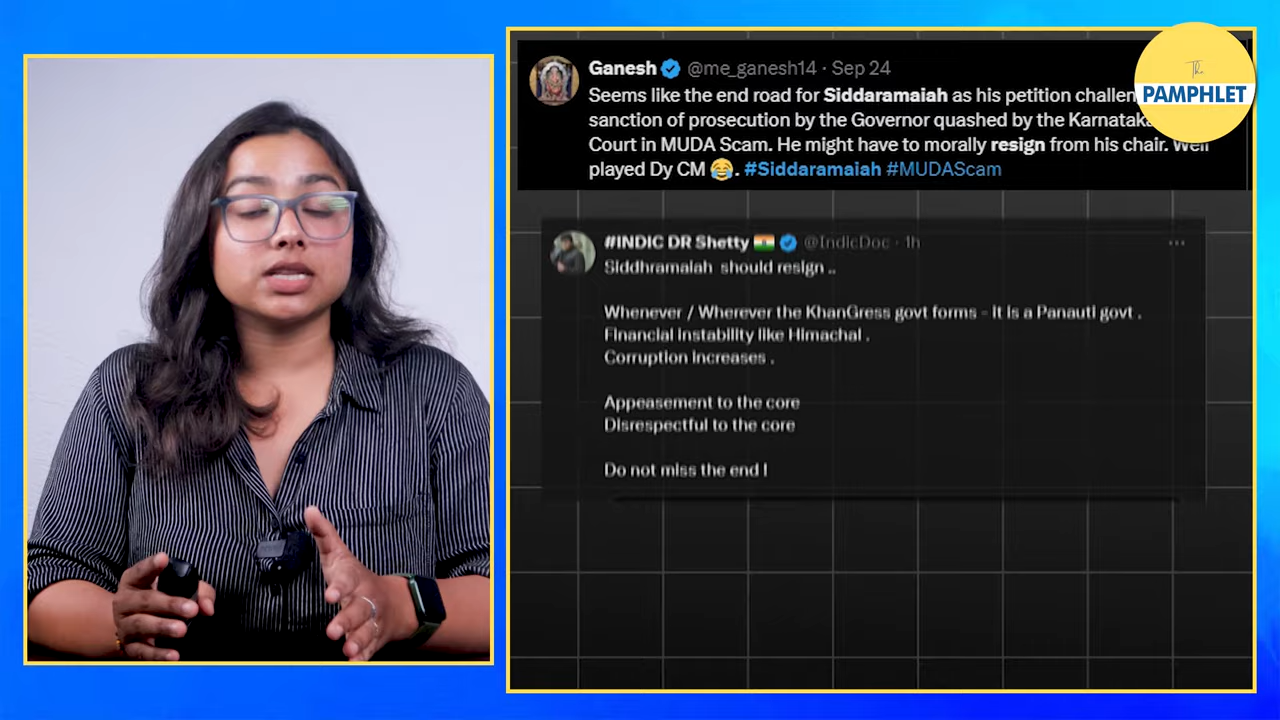 Ganesh @me_ganesh14 · Sep 24
Seems like the end road for Siddaramaiah as his petition
sanction of prosecution by the Governor quashed by the
Court in MUDA Scam. He might have to morally resign from his chair. Well
played Dy CM 😂. #Siddaramaiah #MUDAScam
The
PAMPHLET
#INDIC DR Shetty 🇮🇳 @IndicDoc · 1h
Siddhramaiah should resign ..
Whenever / Wherever the KhanGress govt forms - it is a Panauti govt .
Financial instability like Himachal .
Corruption increases .
Appeasement to the core
Disrespectful to the core
Do not miss the end !